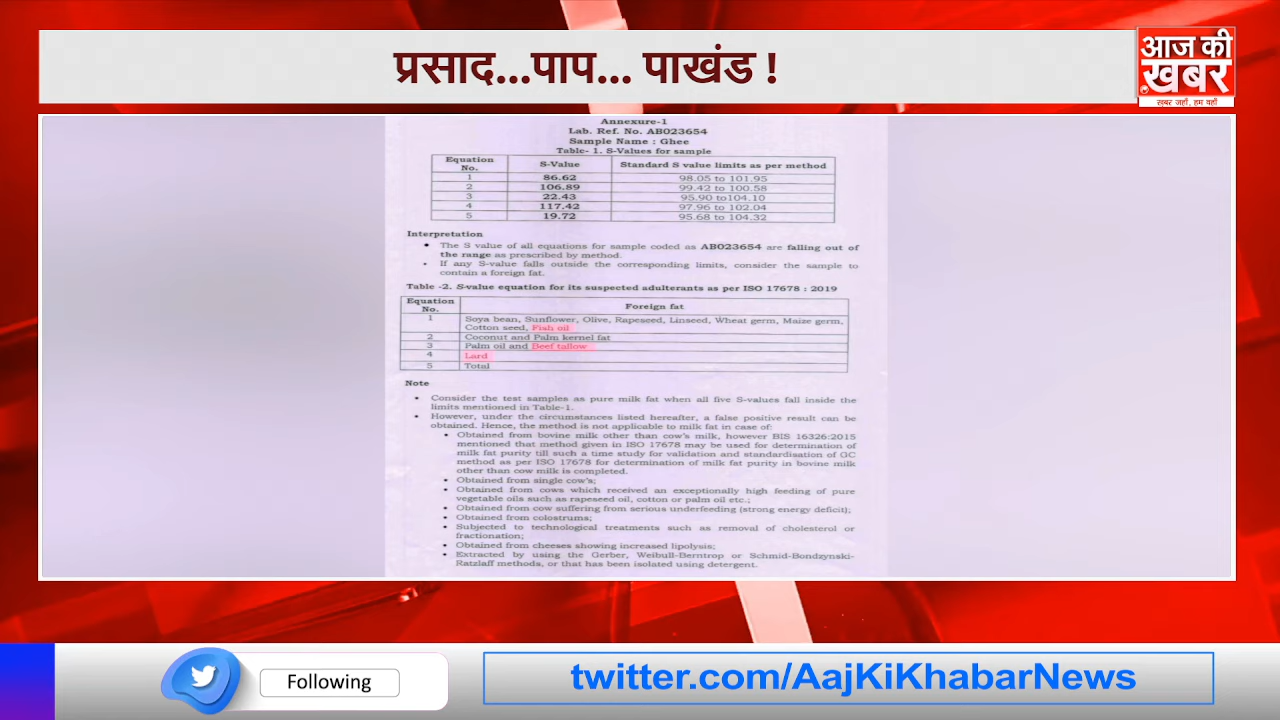 प्रसाद...पाप... पाखंड !
आज की
ख़बर
ख़बर जहाँ, हम वहाँ
Annexure-1
Lab. Ref. No. AB023654
Sample Name : Ghee
Table- 1. S-Values for sample
Equation No. S-Value Standard S value limits as per method
1 86.62 98.05 to 101.95
2 106.89 99.42 to 100.58
3 22.43 95.90 to104.10
4 117.42 97.96 to 102.04
5 19.72 95.68 to 104.32
Interpretation
• The S value of all equations for sample coded as AB023654 are falling out of
the range as prescribed by method.
• If any S-value falls outside the corresponding limits, consider the sample to
contain a foreign fat.
Table -2. S-value equation for its suspected adulterants as per ISO 17678 : 2019
Equation No. Foreign fat
1 Soya bean, Sunflower, Olive, Rapeseed, Linseed, Wheat germ, Maize germ,
Cotton seed, Fish oil
2 Coconut and Palm kernel fat
3 Palm oil and Beef tallow
4 Lard
5 Total
Note
• Consider the test samples as pure milk fat when all five S-values fall inside the
limits mentioned in Table-1.
• However, under the circumstances listed hereafter, a false positive result can be
obtained. Hence, the method is not applicable to milk fat in case of:
• Obtained from bovine milk other than cow's milk, however BIS 16326:2015
mentioned that method given in ISO 17678 may be used for determination of
milk fat purity till such a time study for validation and standardisation of GC
method as per ISO 17678 for determination of milk fat purity in bovine milk
other than cow milk is completed.
• Obtained from single cow's;
• Obtained from cows which received an exceptionally high feeding of pure
vegetable oils such as rapeseed oil, cotton or palm oil etc.;
• Obtained from cow suffering from serious underfeeding (strong energy deficit);
• Obtained from colostrums;
• Subjected to technological treatments such as removal of cholesterol or
fractionation;
• Obtained from cheeses showing increased lipolysis;
• Extracted by using the Gerber, Weibull-Berntrop or Schmid-Bondzynski-
Ratzlaff methods, or that has been isolated using detergent.
Following
twitter.com/AajKiKhabarNews